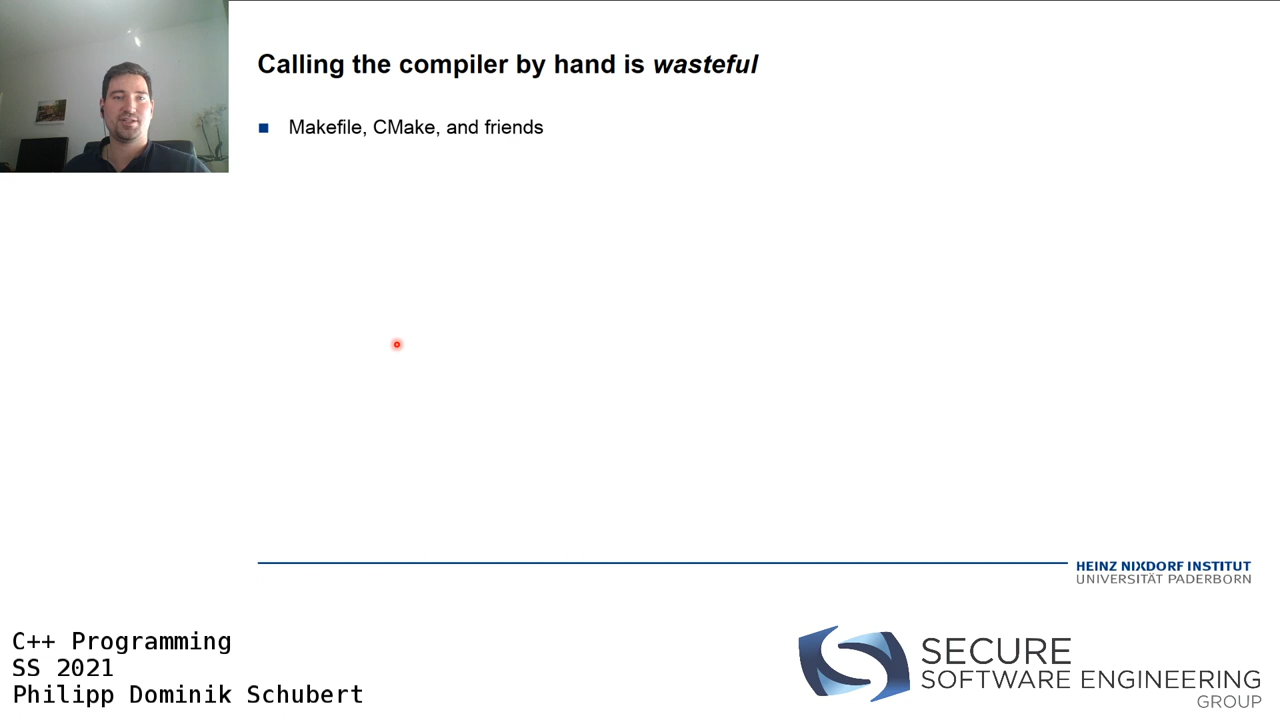 Calling the compiler by hand is wasteful
Makefile, CMake, and friends
HEINZ NIXDORF INSTITUT
UNIVERSITÄT PADERBORN
C++ Programming
SS 2021
Philipp Dominik Schubert
SECURE
SOFTWARE ENGINEERING
GROUP